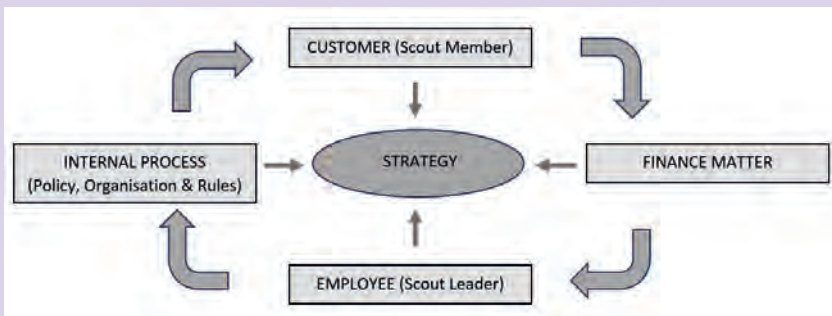 CUSTOMER (Scout Member)
INTERNAL PROCESS
(Policy, Organisation & Rules)
STRATEGY
FINANCE MATTER
EMPLOYEE (Scout Leader)